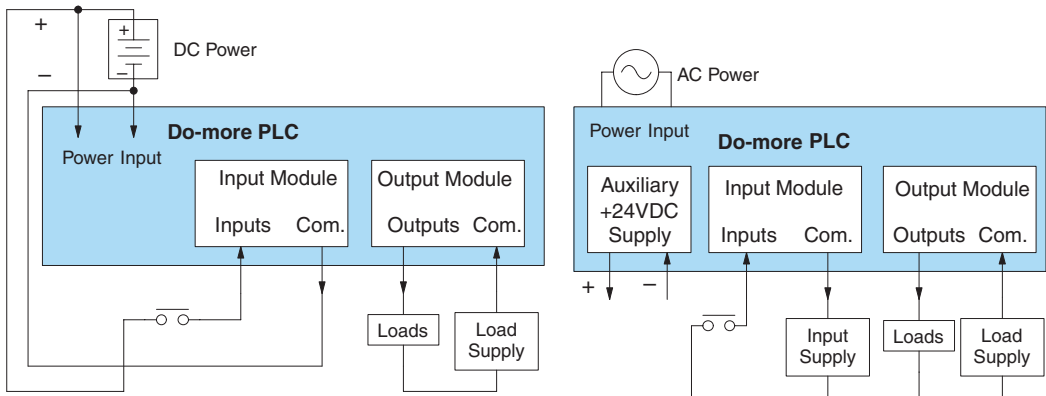 +
−
+
−
DC Power
Do-more PLC
Power Input
Input Module
Inputs Com.
Output Module
Outputs Com.
Loads
Load
Supply
AC Power
Power Input
Do-more PLC
Auxiliary
+24VDC
Supply
+ −
Input Module
Inputs Com.
Output Module
Outputs Com.
Input
Supply
Loads
Load
Supply